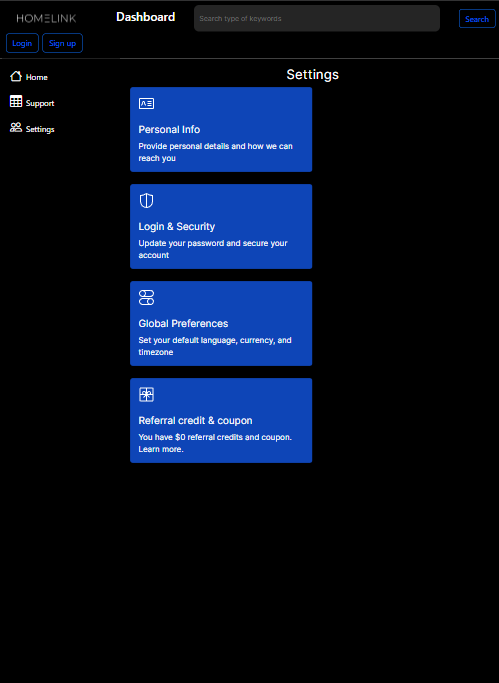 HOMELINK
Dashboard
Search type of keywords
Search
Login
Sign up
Home
Support
Settings
Settings
Personal Info
Provide personal details and how we can
reach you
Login & Security
Update your password and secure your
account
Global Preferences
Set your default language, currency, and
timezone
Referral credit & coupon
You have $0 referral credits and coupon.
Learn more.